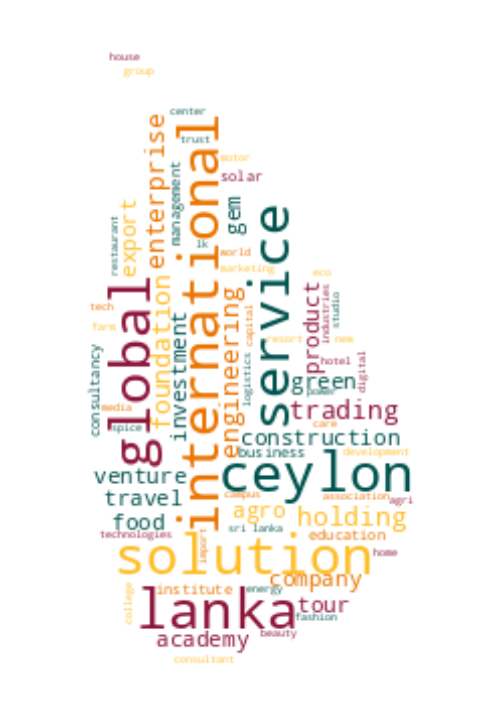 house
group
center
trust
motor
solar
international
enterprise
management
export
restaurant
gem
lk
world
marketing
service
global
foundation
investment
engineering
capital
logistics
eco
product
industries
studio
tech
farm
resort
new
hotel
digital
consultancy
green
power
media
spice
trading
care
construction
business
development
venture
ceylon
travel
campus
association
agri
food
agro
holding
sri lanka
technologies
import
education
solution
home
company
college
institute
energy
lanka
tour
fashion
academy
beauty
consultant